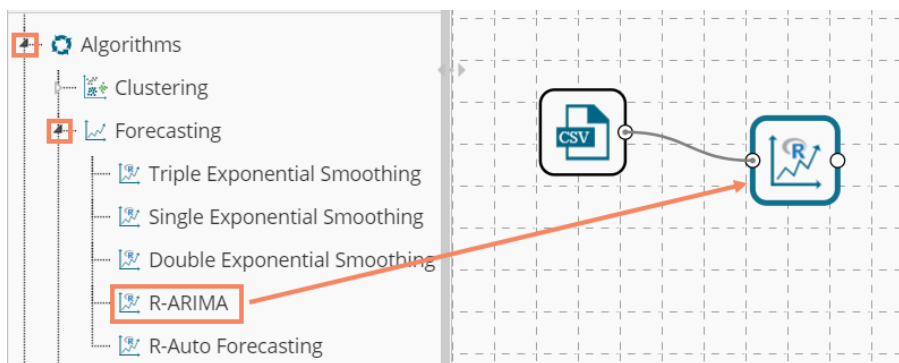 Algorithms
Clustering
Forecasting
Triple Exponential Smoothing
Single Exponential Smoothing
Double Exponential Smoothing
R-ARIMA
R-Auto Forecasting
CSV
R